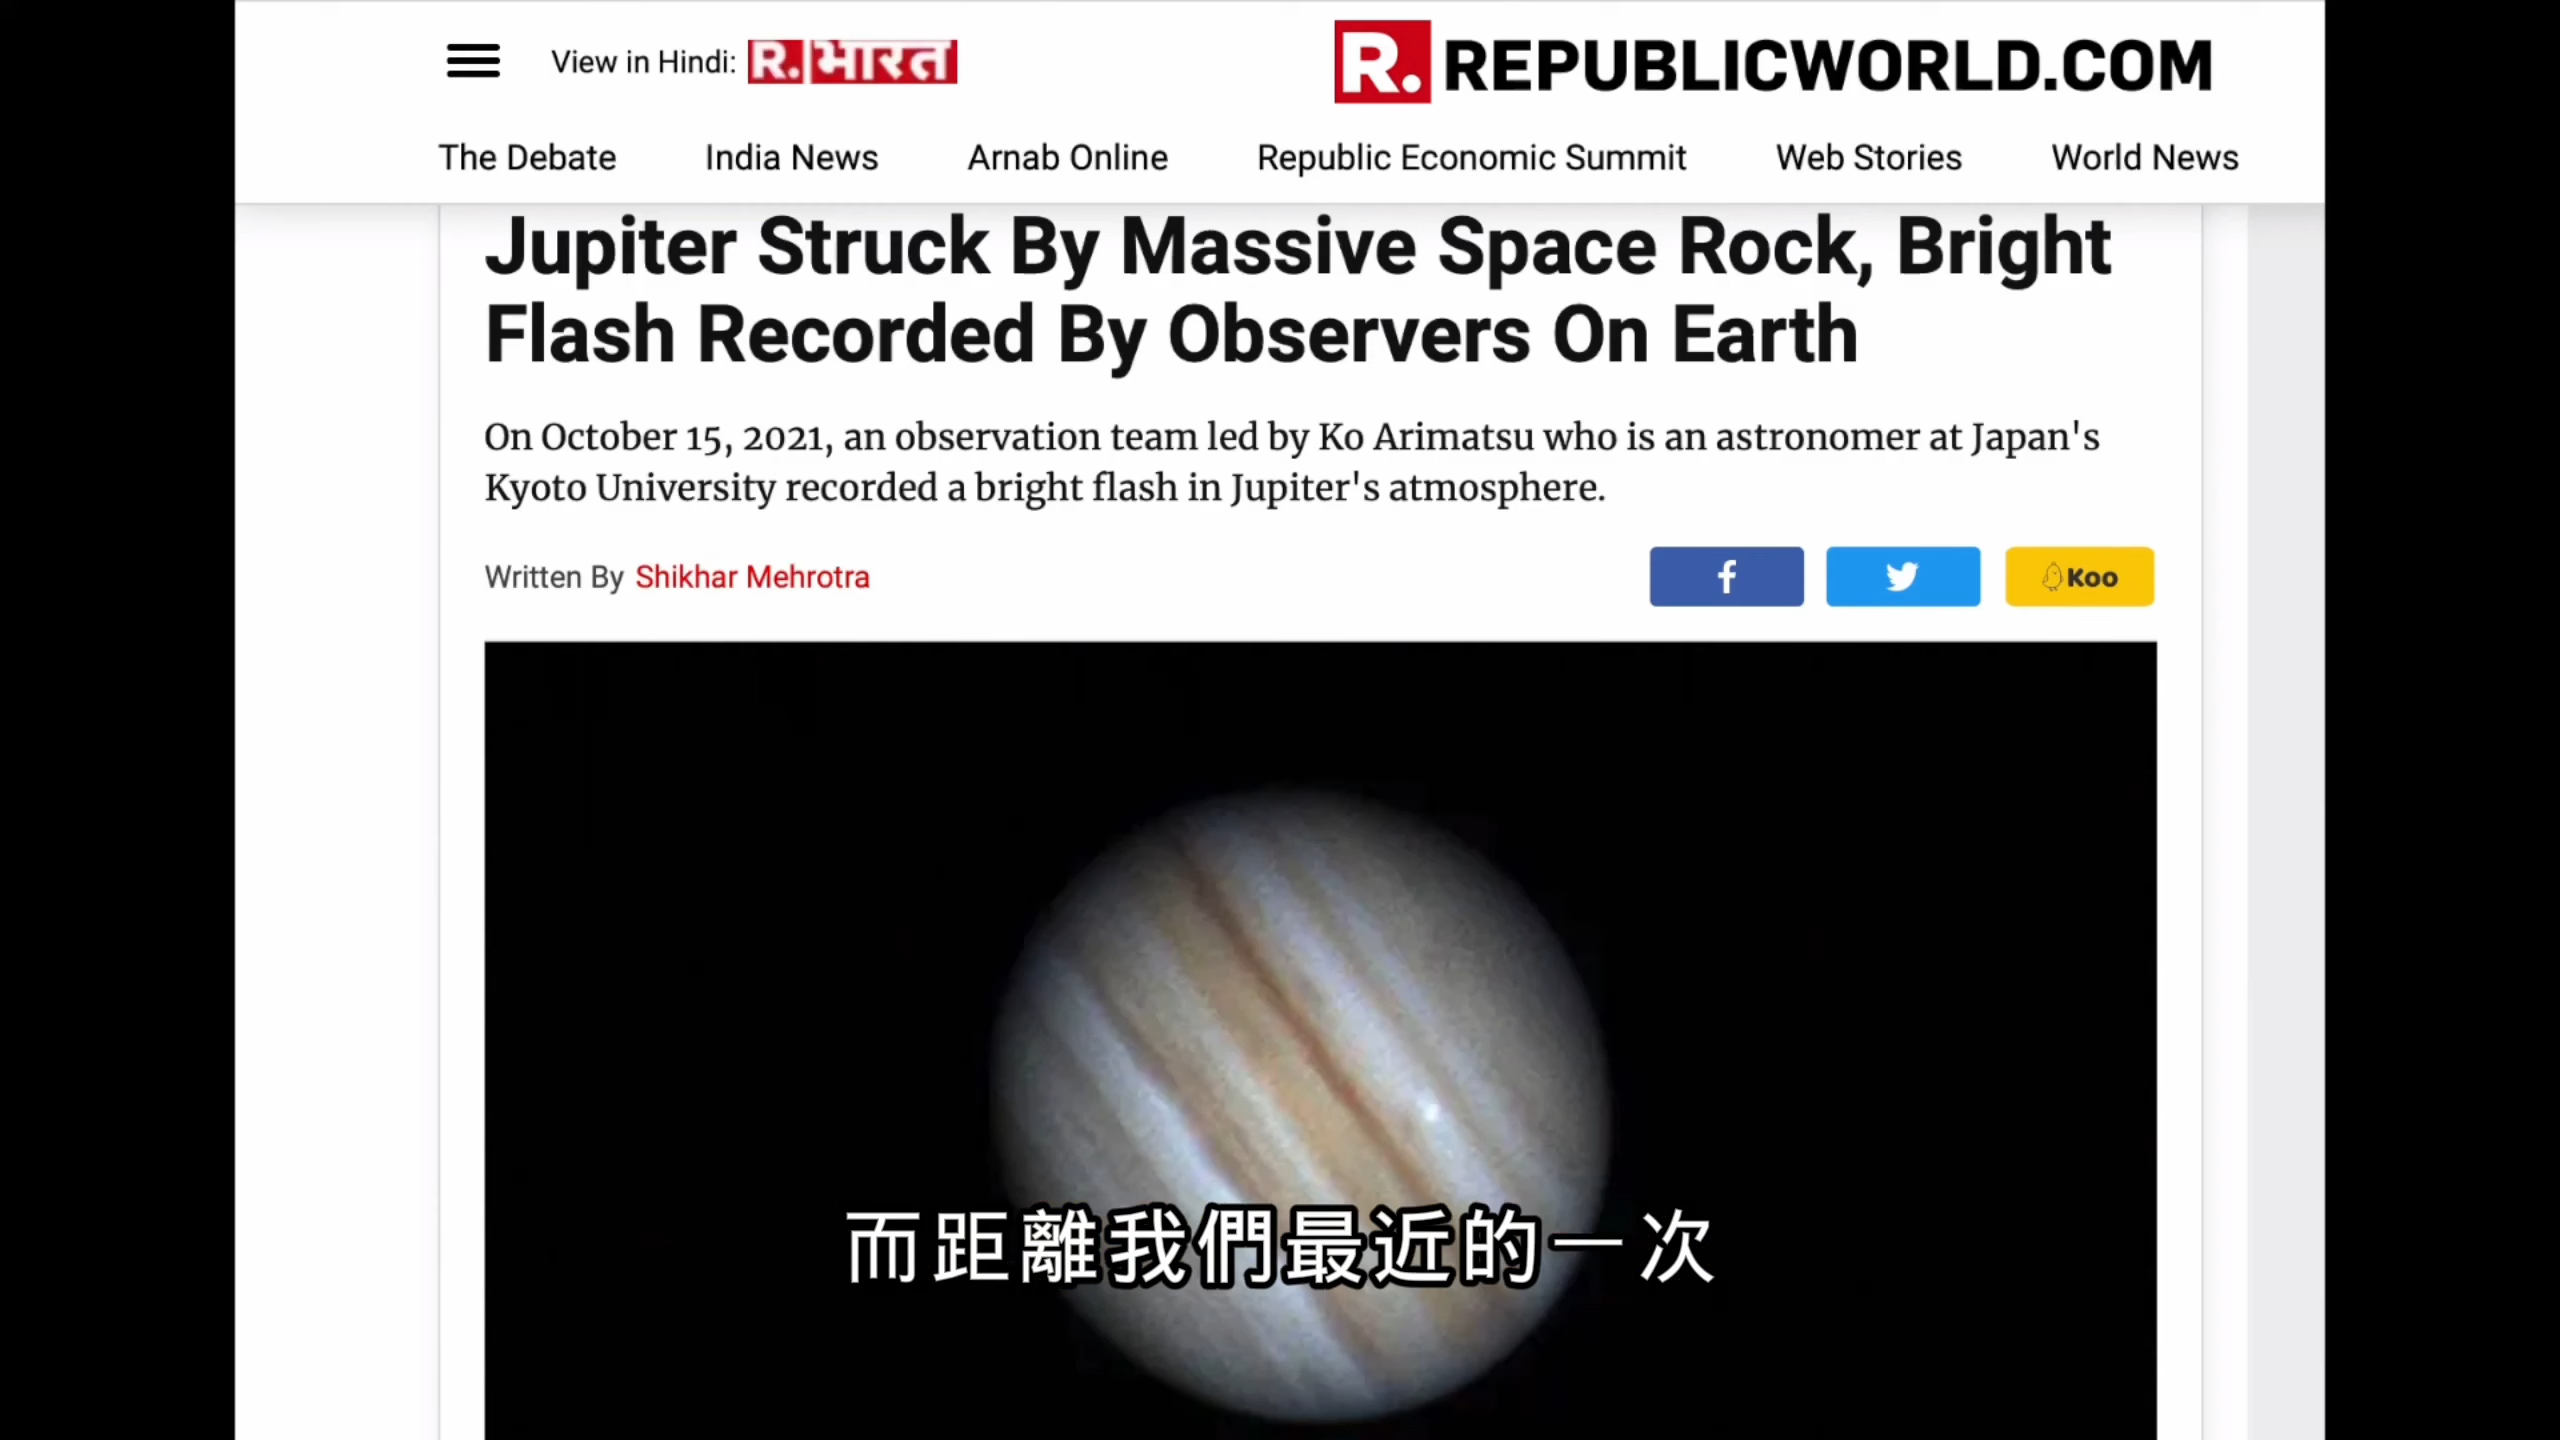 View in Hindi: R.भारत
R. REPUBLICWORLD.COM
The Debate India News Arnab Online Republic Economic Summit Web Stories World News
Jupiter Struck By Massive Space Rock, Bright
Flash Recorded By Observers On Earth
On October 15, 2021, an observation team led by Ko Arimatsu who is an astronomer at Japan's
Kyoto University recorded a bright flash in Jupiter's atmosphere.
Written By Shikhar Mehrotra
Koo
而距離我們最近的一次